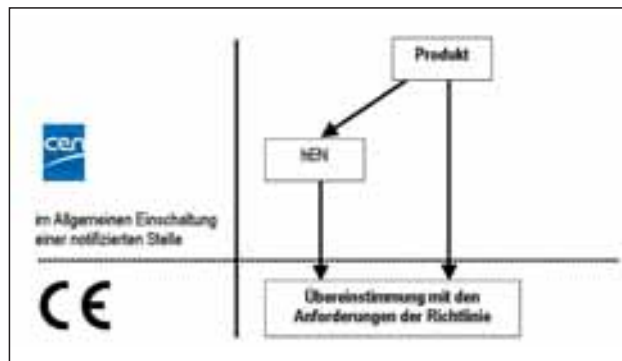 Produkt
cen
hEN
im Allgemeinen Einschaltung
einer notifizierten Stelle
CE
Übereinstimmung mit den
Anforderungen der Richtlinie